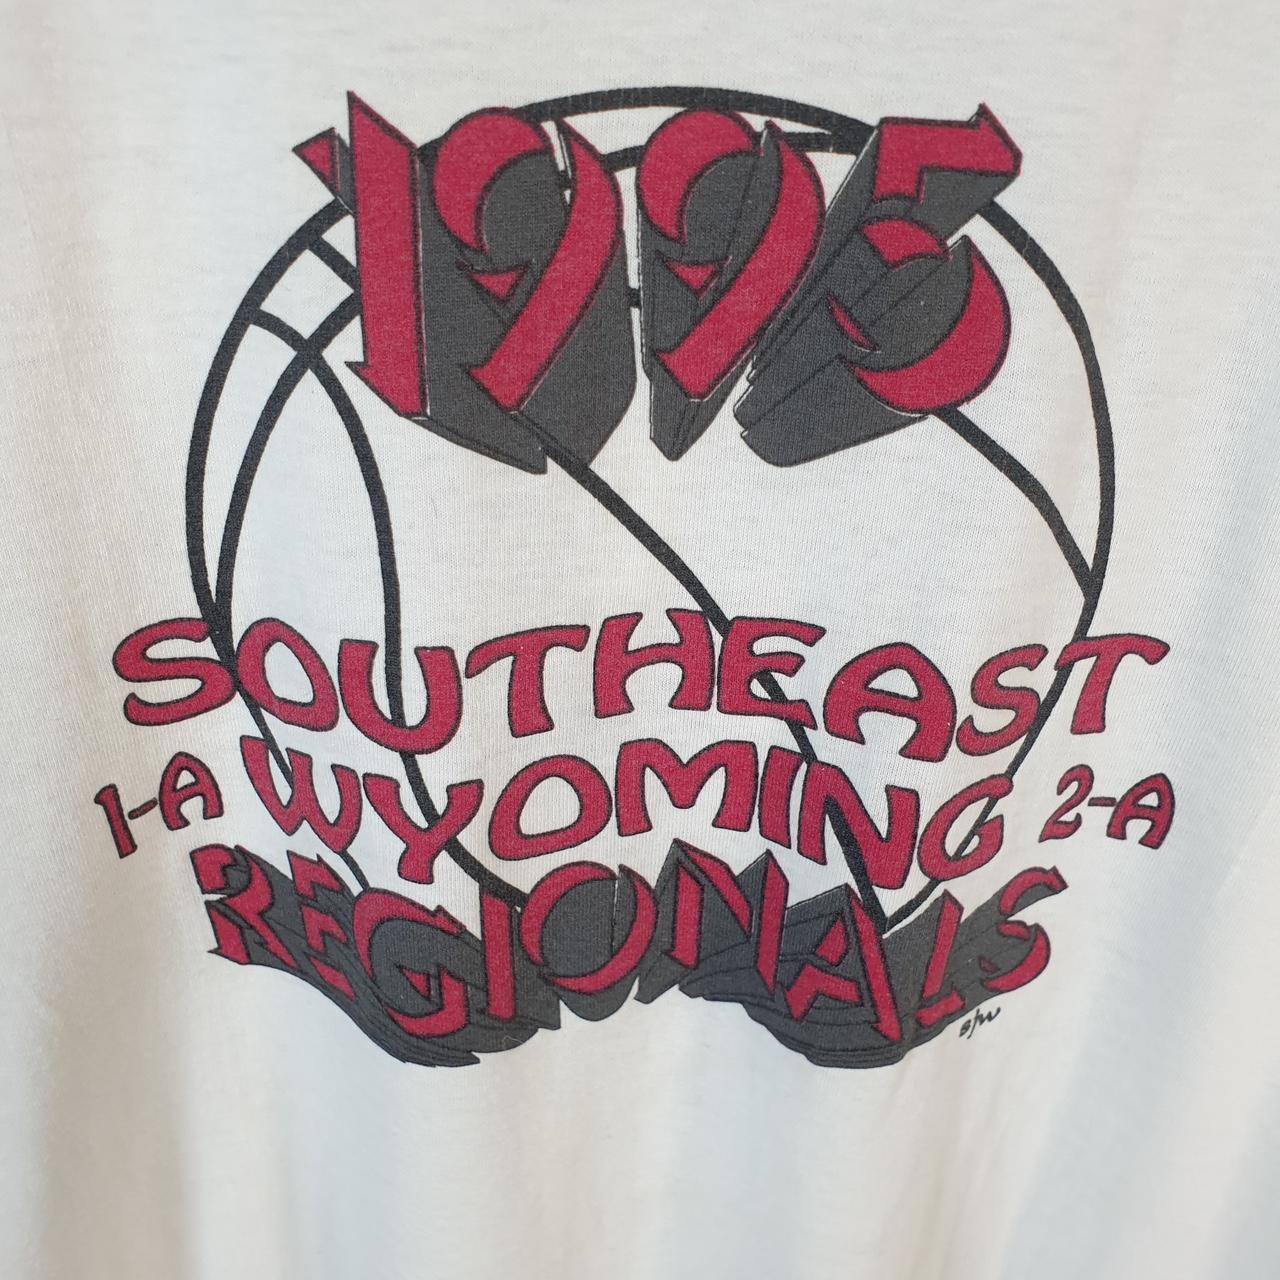 1995
SOUTHEAST
1-A WYOMING 2-A
REGIONALS